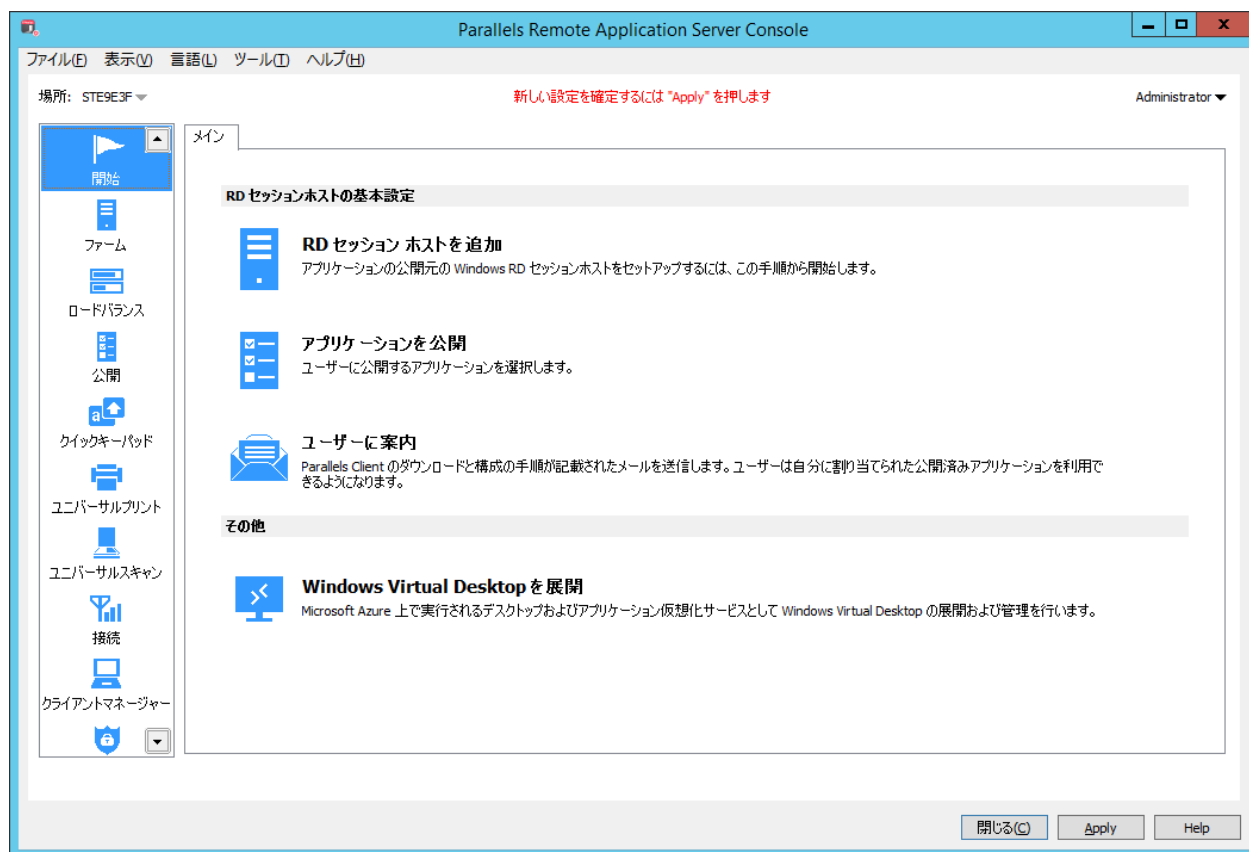 Parallels Remote Application Server Console
ファイル(F) 表示(V) 言語(L) ツール(T) ヘルプ(H)
場所: STE9E3F
新しい設定を確定するには "Apply" を押します
Administrator
開始
ファーム
ロードバランス
公開
クイックキーパッド
ユニバーサルプリント
ユニバーサルスキャン
接続
クライアントマネージャー
メイン
RD セッションホストの基本設定
RD セッション ホストを追加
アプリケーションの公開元の Windows RD セッションホストをセットアップするには、この手順から開始します。
アプリケーションを公開
ユーザーに公開するアプリケーションを選択します。
ユーザーに案内
Parallels Client のダウンロードと構成の手順が記載されたメールを送信します。ユーザーは自分に割り当てられた公開済みアプリケーションを利用で
きるようになります。
その他
Windows Virtual Desktop を展開
Microsoft Azure 上で実行されるデスクトップおよびアプリケーション仮想化サービスとして Windows Virtual Desktop の展開および管理を行います。
閉じる(C) Apply Help